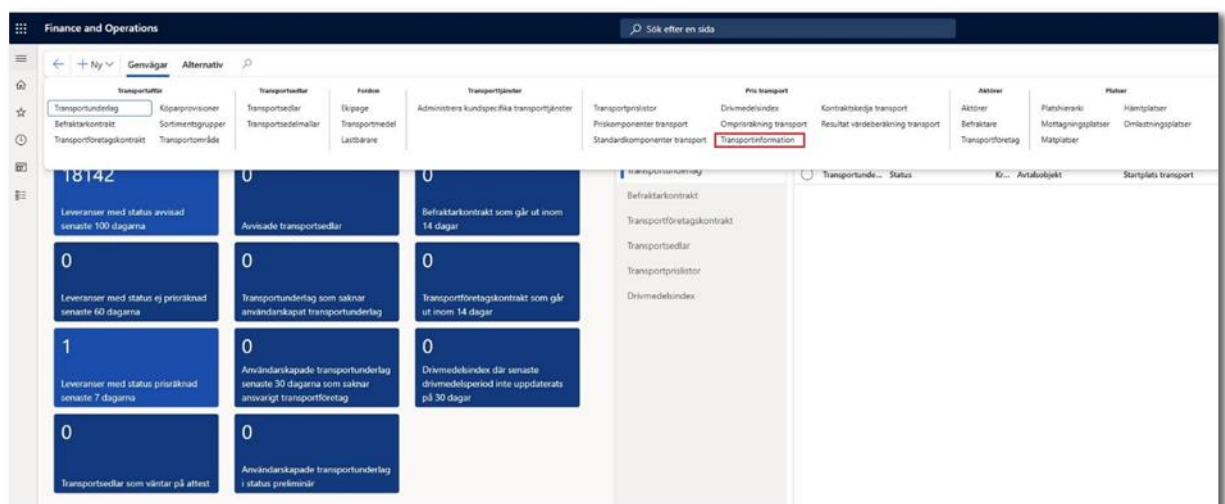 Finance and Operations
Sök efter en sida
Ny
Genvägar
Alternativ
Transportaffär
Transportsedlar
Fordon
Transporttjänster
Pris transport
Aktörer
Platser
Transportunderlag
Köparprovisioner
Transportsedlar
Ekipage
Administrera kundspecifika transporttjänster
Transportprislistor
Drivmedelsindex
Kontraktskedja transport
Aktörer
Platshierarki
Hämtplatser
Befraktarkontrakt
Sortimentsgrupper
Transportsedelmallar
Transportmedel
Priskomponenter transport
Omprisräkning transport
Resultat värdeberäkning transport
Befraktare
Mottagningsplatser
Omlastningsplatser
Transportföretagskontrakt
Transportområde
Lastbärare
Standardkomponenter transport
Transportinformation
Transportföretag
Mätplatser
18142
Leveranser med status avvisad
senaste 100 dagarna
0
Avvisade transportsedlar
0
Befraktarkontrakt som går ut inom
14 dagar
0
Leveranser med status ej prisräknad
senaste 60 dagarna
0
Transportunderlag som saknar
användarskapat transportunderlag
0
Transportföretagskontrakt som går
ut inom 14 dagar
1
Leveranser med status prisräknad
senaste 7 dagarna
0
Användarskapade transportunderlag
senaste 30 dagarna som saknar
ansvarigt transportföretag
0
Drivmedelsindex där senaste
drivmedelsperiod inte uppdaterats
på 30 dagar
0
Transportsedlar som väntar på attest
0
Användarskapade transportunderlag
i status preliminär
Transportunderlag
Befraktarkontrakt
Transportföretagskontrakt
Transportsedlar
Transportprislistor
Drivmedelsindex
Transportunde...
Status
Kr...
Avtalsobjekt
Startplats transport